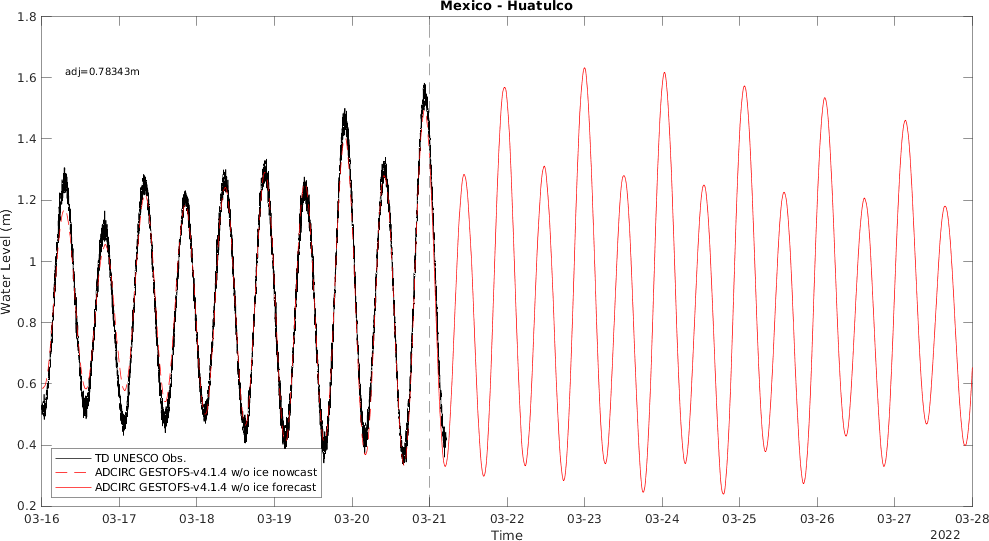 Mexico - Huatulco
1.8
1.6
1.4
1.2
1
0.8
0.6
0.4
0.2
Water Level (m)
adj=0.78343m
TD UNESCO Obs.
ADCIRC GESTOFS-v4.1.4 w/o ice nowcast
ADCIRC GESTOFS-v4.1.4 w/o ice forecast
03-16 03-17 03-18 03-19 03-20 03-21 03-22 03-23 03-24 03-25 03-26 03-27 03-28
Time
2022